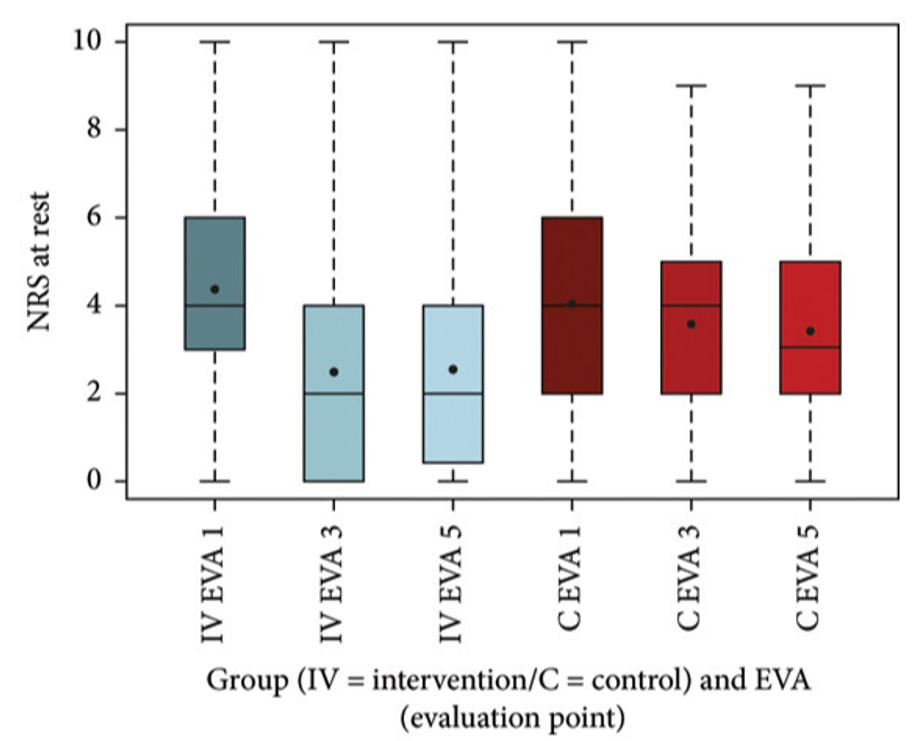 NRS at rest
10
8
6
4
2
0
IV EVA 1
IV EVA 3
IV EVA 5
C EVA 1
C EVA 3
C EVA 5
Group (IV = intervention/C = control) and EVA
(evaluation point)